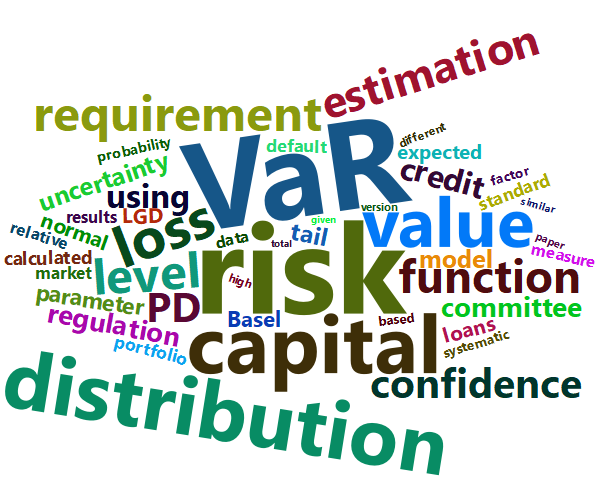 estimation
requirement
different
probability
default
expected
VaR
uncertainty
credit
factor
standard
using
similar
version
results
LGD
loss
given
value
relative
normal
data
tail
total
paper
measure
calculated
market
level
risk
model
function
high
parameter
PD
committee
regulation
Basel
based
loans
capital
systematic
portfolio
confidence
distribution